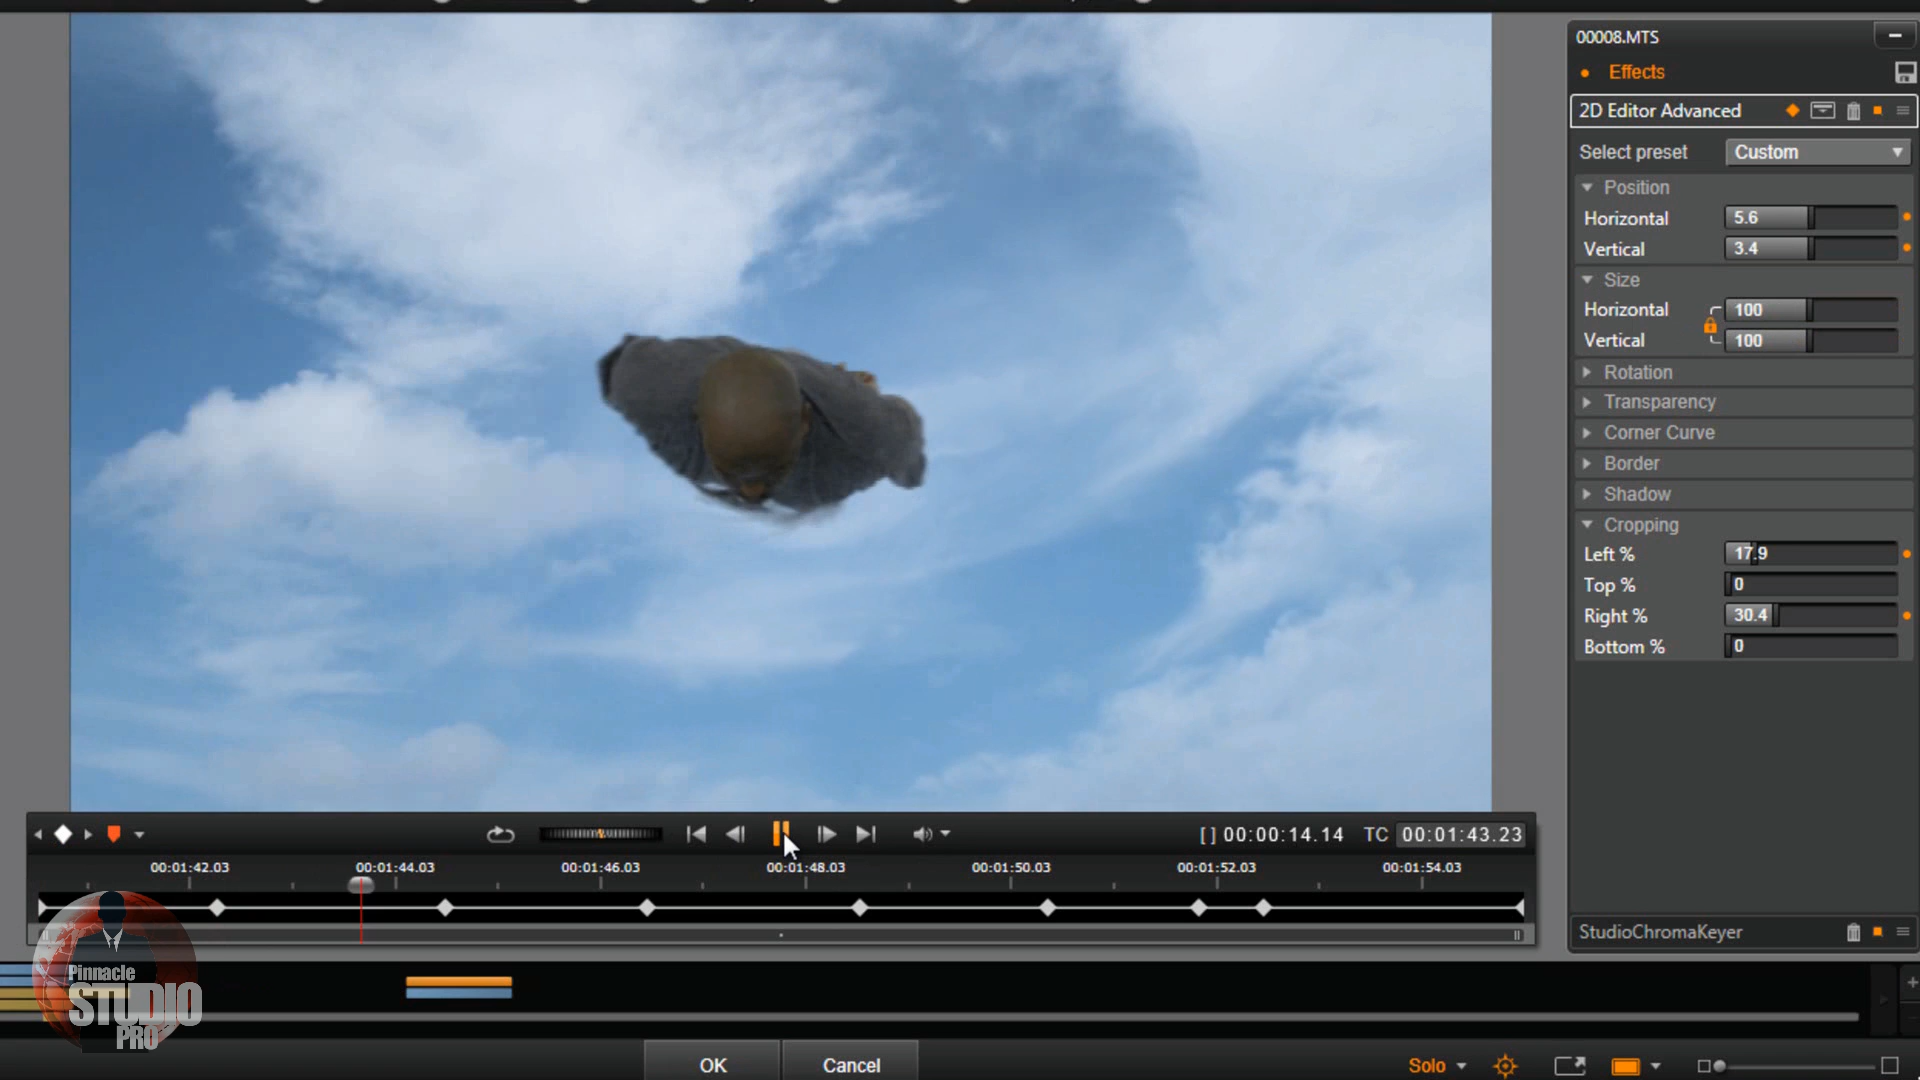 00008.MTS
Effects
2D Editor Advanced
Select preset Custom
Position
Horizontal 5.6
Vertical 3.4
Size
Horizontal 100
Vertical 100
Rotation
Transparency
Corner Curve
Border
Shadow
Cropping
Left % 17.9
Top % 0
Right % 30.4
Bottom % 0
[ ] 00:00:14.14 TC 00:01:43.23
00:01:42.03 00:01:44.03 00:01:46.03 00:01:48.03 00:01:50.03 00:01:52.03 00:01:54.03
StudioChromaKeyer
Pinnacle
STUDIO
PRO
OK Cancel Solo